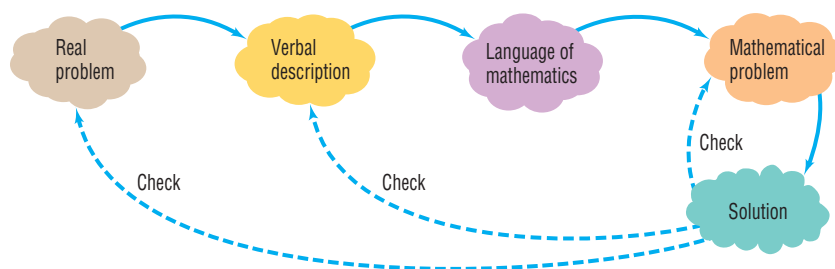 Real
problem
Verbal
description
Language of
mathematics
Mathematical
problem
Check
Check
Check
Solution